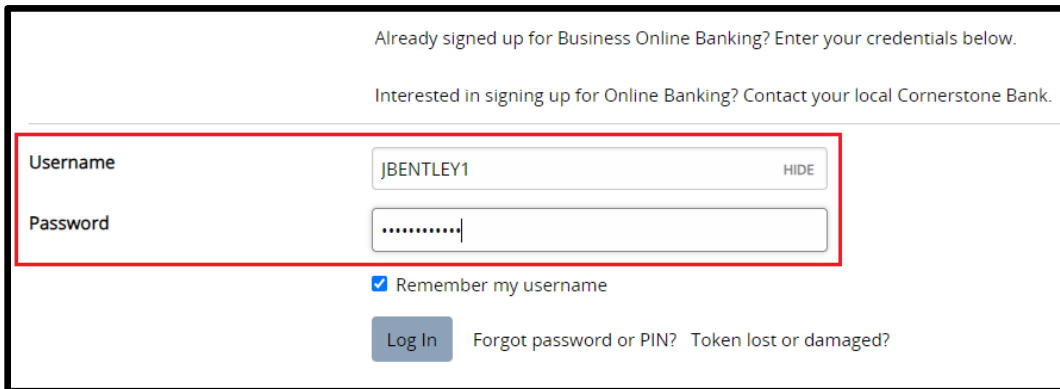 Already signed up for Business Online Banking? Enter your credentials below.
Interested in signing up for Online Banking? Contact your local Cornerstone Bank.
Username
JBENTLEY1
HIDE
Password
••••••••••••
Remember my username
Log In
Forgot password or PIN?
Token lost or damaged?